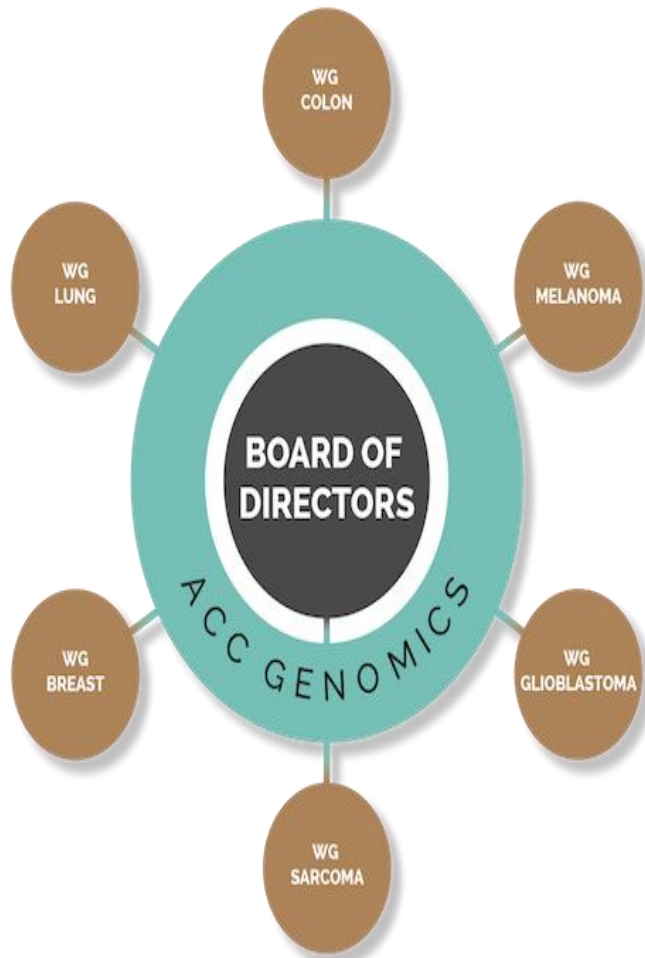 WG
COLON
WG
LUNG
WG
MELANOMA
BOARD OF
DIRECTORS
ACC GENOMICS
WG
BREAST
WG
GLIOBLASTOMA
WG
SARCOMA